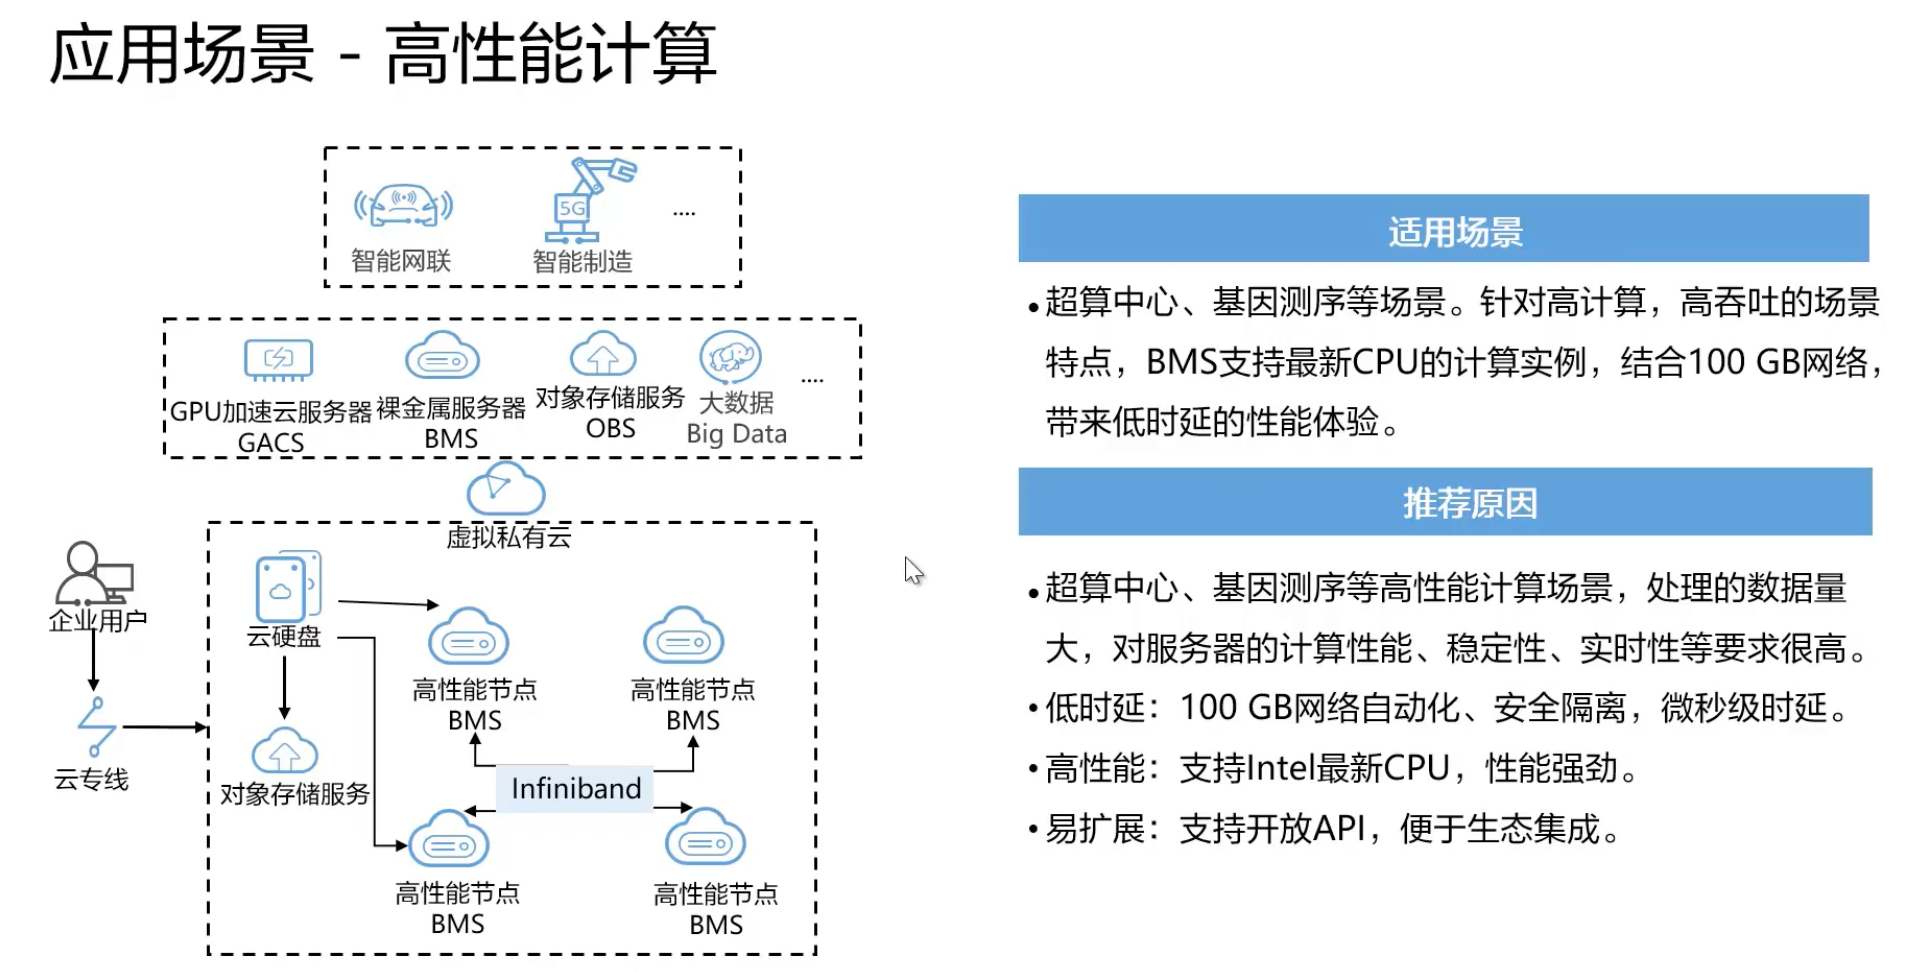 应用场景 - 高性能计算
5G
....
智能网联
智能制造
....
GPU加速云服务器
GACS
裸金属服务器
BMS
对象存储服务
OBS
大数据
Big Data
虚拟私有云
企业用户
云专线
云硬盘
对象存储服务
高性能节点
BMS
高性能节点
BMS
Infiniband
高性能节点
BMS
高性能节点
BMS
适用场景
•超算中心、基因测序等场景。针对高计算，高吞吐的场景
特点，BMS支持最新CPU的计算实例，结合100 GB网络，
带来低时延的性能体验。
推荐原因
•超算中心、基因测序等高性能计算场景，处理的数据量
大，对服务器的计算性能、稳定性、实时性等要求很高。
•低时延：100 GB网络自动化、安全隔离，微秒级时延。
•高性能：支持Intel最新CPU，性能强劲。
•易扩展：支持开放API，便于生态集成。